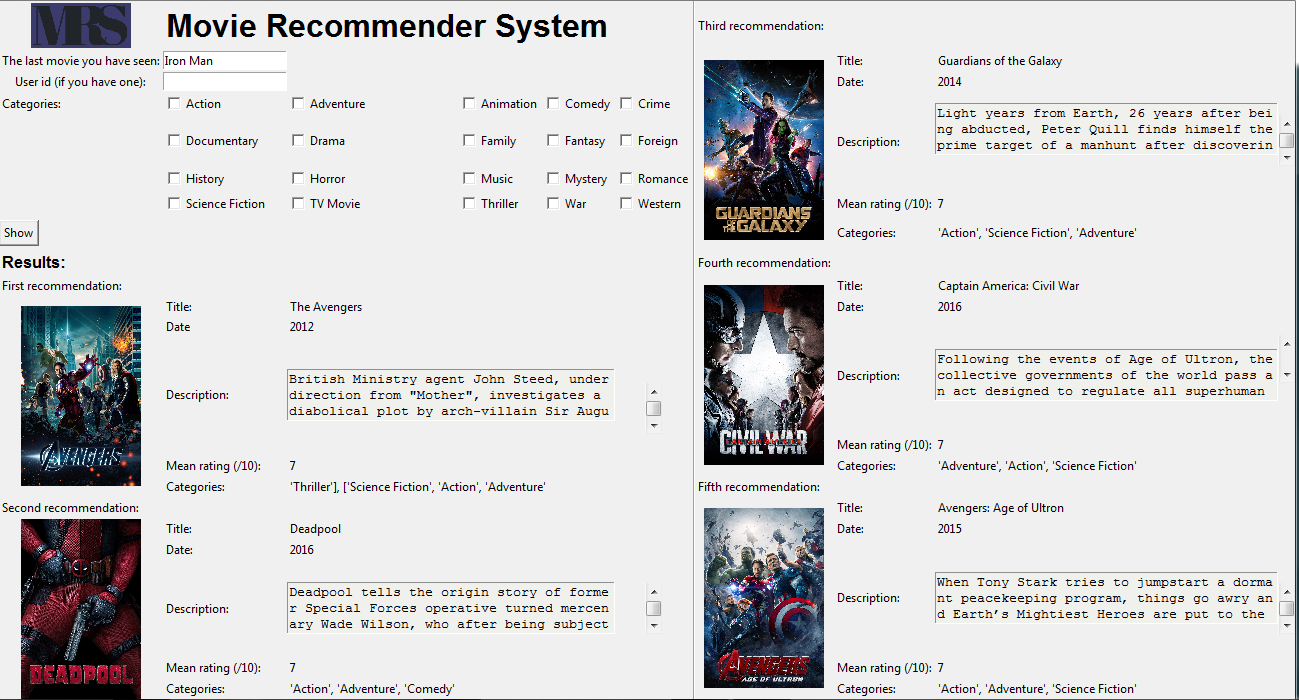 MRS
Movie Recommender System
The last movie you have seen: Iron Man
User id (if you have one):
Categories: Action Adventure Animation Comedy Crime
Documentary Drama Family Fantasy Foreign
History Horror Music Mystery Romance
Science Fiction TV Movie Thriller War Western
Show
Results:
First recommendation:
AVENGERS
Title: The Avengers
Date 2012
Description:
British Ministry agent John Steed, under
direction from "Mother", investigates a
diabolical plot by arch-villain Sir Augu
Mean rating (/10): 7
Categories: 'Thriller'], ['Science Fiction', 'Action', 'Adventure'
Second recommendation:
DEADPOOL
Title: Deadpool
Date: 2016
Description:
Deadpool tells the origin story of forme
r Special Forces operative turned mercen
ary Wade Wilson, who after being subject
Mean rating (/10): 7
Categories: 'Action', 'Adventure', 'Comedy'
Third recommendation:
GUARDIANS
OF THE GALAXY
Title: Guardians of the Galaxy
Date: 2014
Description:
Light years from Earth, 26 years after bei
ng abducted, Peter Quill finds himself the
prime target of a manhunt after discoverin
Mean rating (/10): 7
Categories: 'Action', 'Science Fiction', 'Adventure'
Fourth recommendation:
CIVIL WAR
Title: Captain America: Civil War
Date: 2016
Description:
Following the events of Age of Ultron, the
collective governments of the world pass a
n act designed to regulate all superhuman
Mean rating (/10): 7
Categories: 'Adventure', 'Action', 'Science Fiction'
Fifth recommendation:
AVENGERS
AGE OF ULTRON
Title: Avengers: Age of Ultron
Date: 2015
Description:
When Tony Stark tries to jumpstart a dorma
nt peacekeeping program, things go awry an
d Earth’s Mightiest Heroes are put to the
Mean rating (/10): 7
Categories: 'Action', 'Adventure', 'Science Fiction'